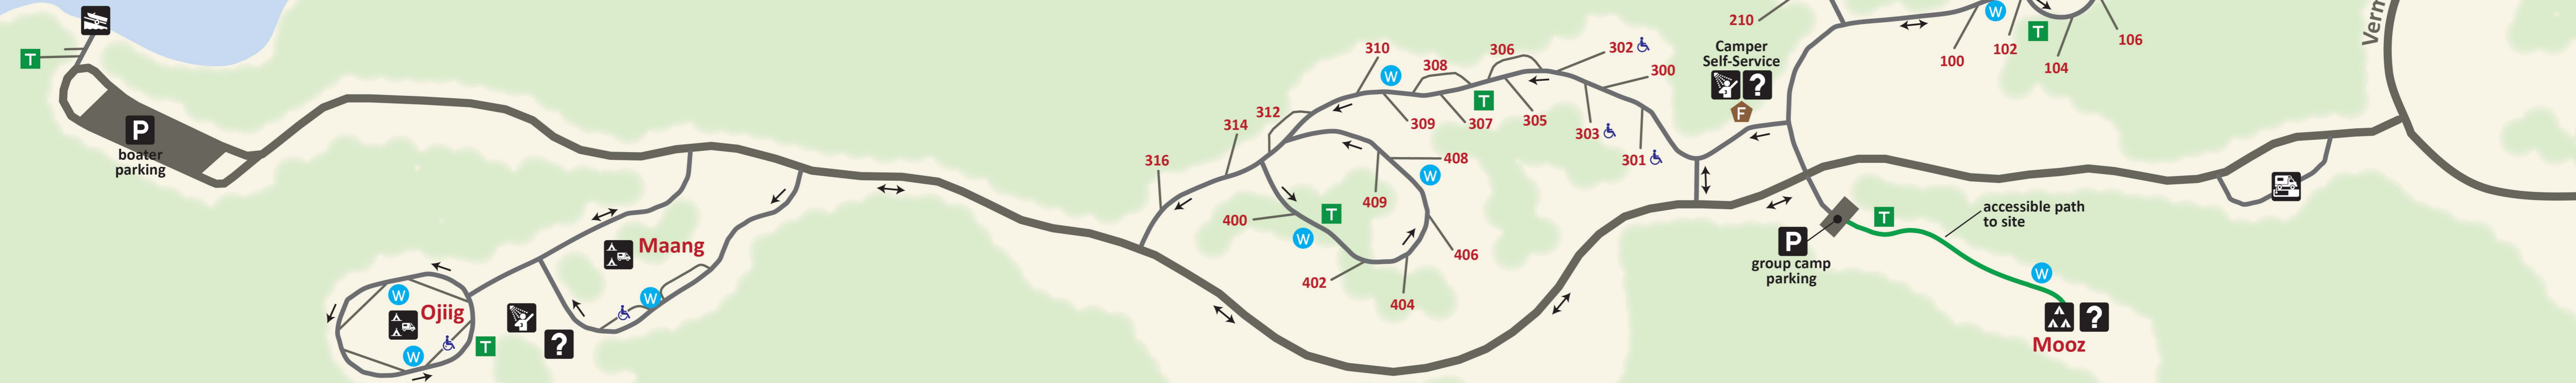 T
P
boater
parking
Maang
W
Ojiig
W
W
T
?
316
314
312
310
W
309
308
307
T
306
305
302
303
300
301
408
W
409
406
404
402
400
T
W
210
Camper
Self-Service
?
F
W
100
102
T
104
106
Verm
P
group camp
parking
T
accessible path
to site
W
?
Mooz